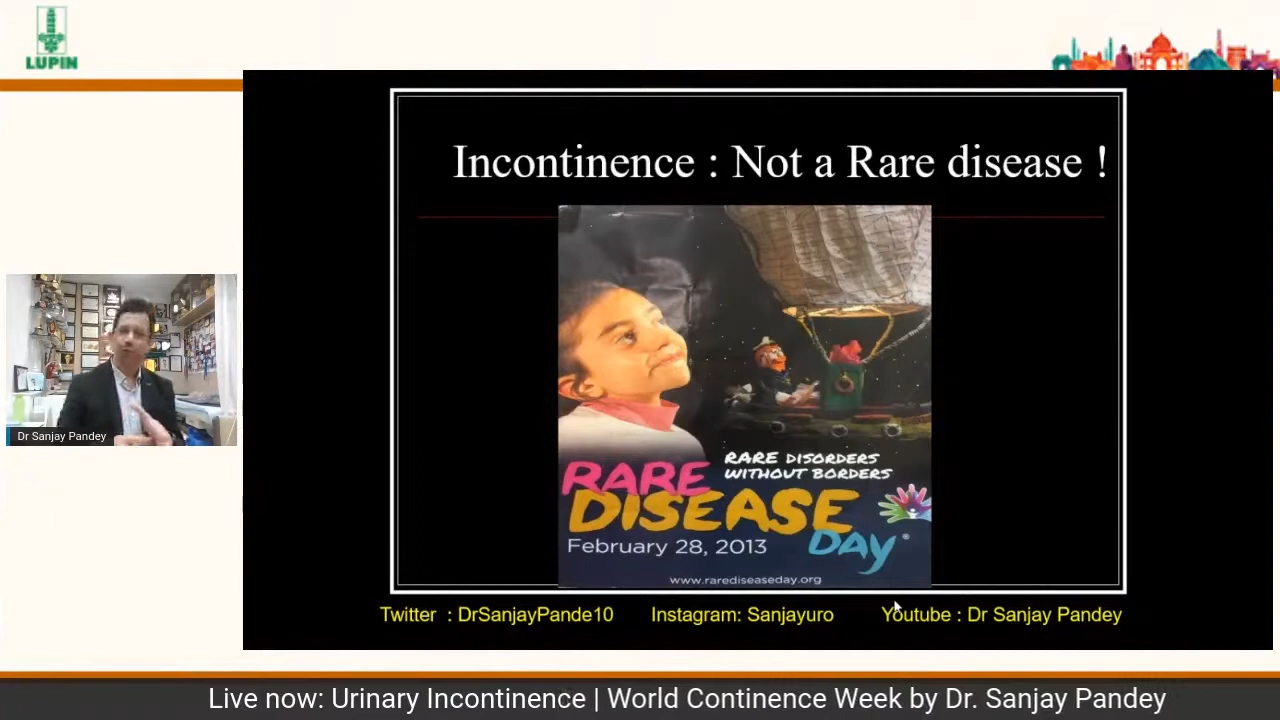 LUPIN
Incontinence : Not a Rare disease !
RARE DISORDERS
WITHOUT BORDERS
RARE
DISEASE
DAY®
February 28, 2013
www.rarediseaseday.org
Dr Sanjay Pandey
Twitter : DrSanjayPande10 Instagram: Sanjayuro Youtube : Dr Sanjay Pandey
Live now: Urinary Incontinence | World Continence Week by Dr. Sanjay Pandey